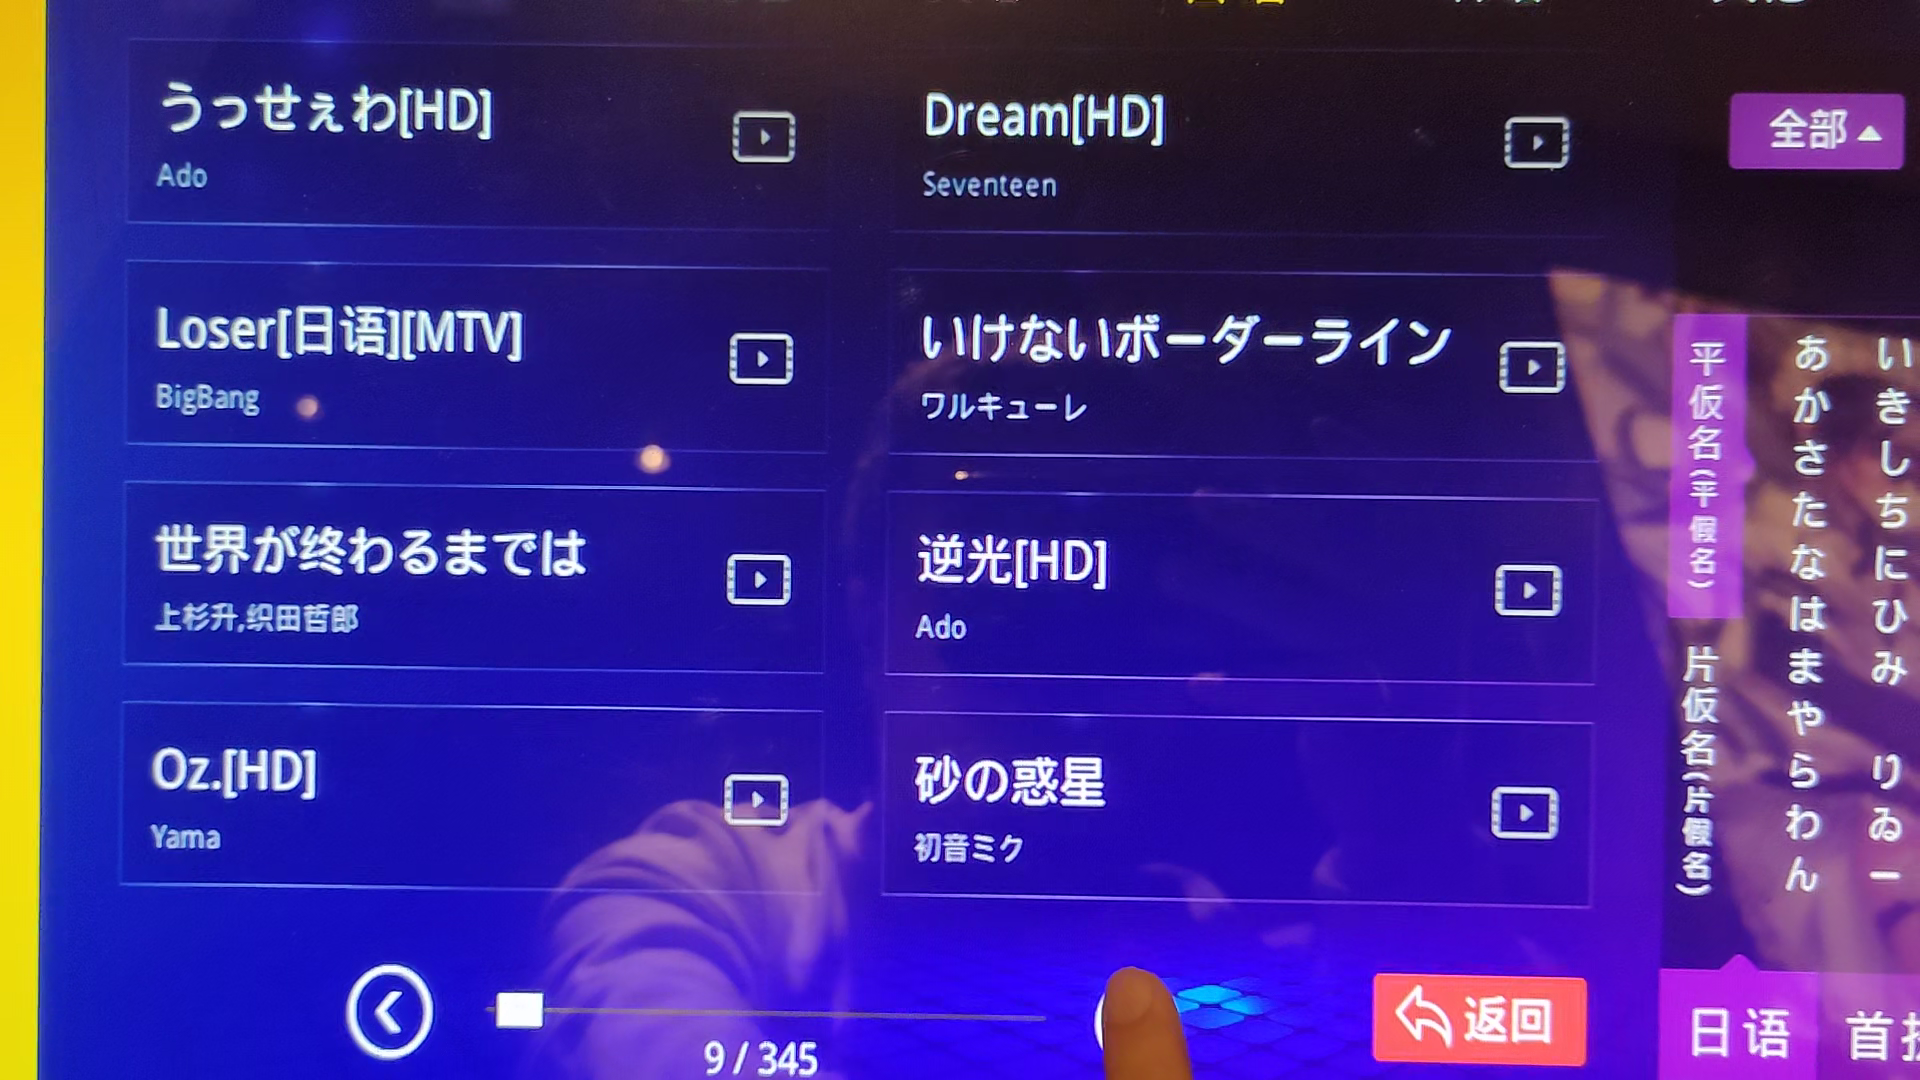 うっせぇわ[HD]
Ado
Dream[HD]
Seventeen
全部
Loser[日语][MTV]
BigBang
いけないボーダーライン
ワルキューレ
世界が终わるまでは
上杉升,织田哲郎
逆光[HD]
Ado
Oz.[HD]
Yama
砂の惑星
初音ミク
平仮名(平假名)
片仮名(片假名)
あかさたなはまやらわん
いきしちにひみ りゐー
9 / 345
返回
日语
首